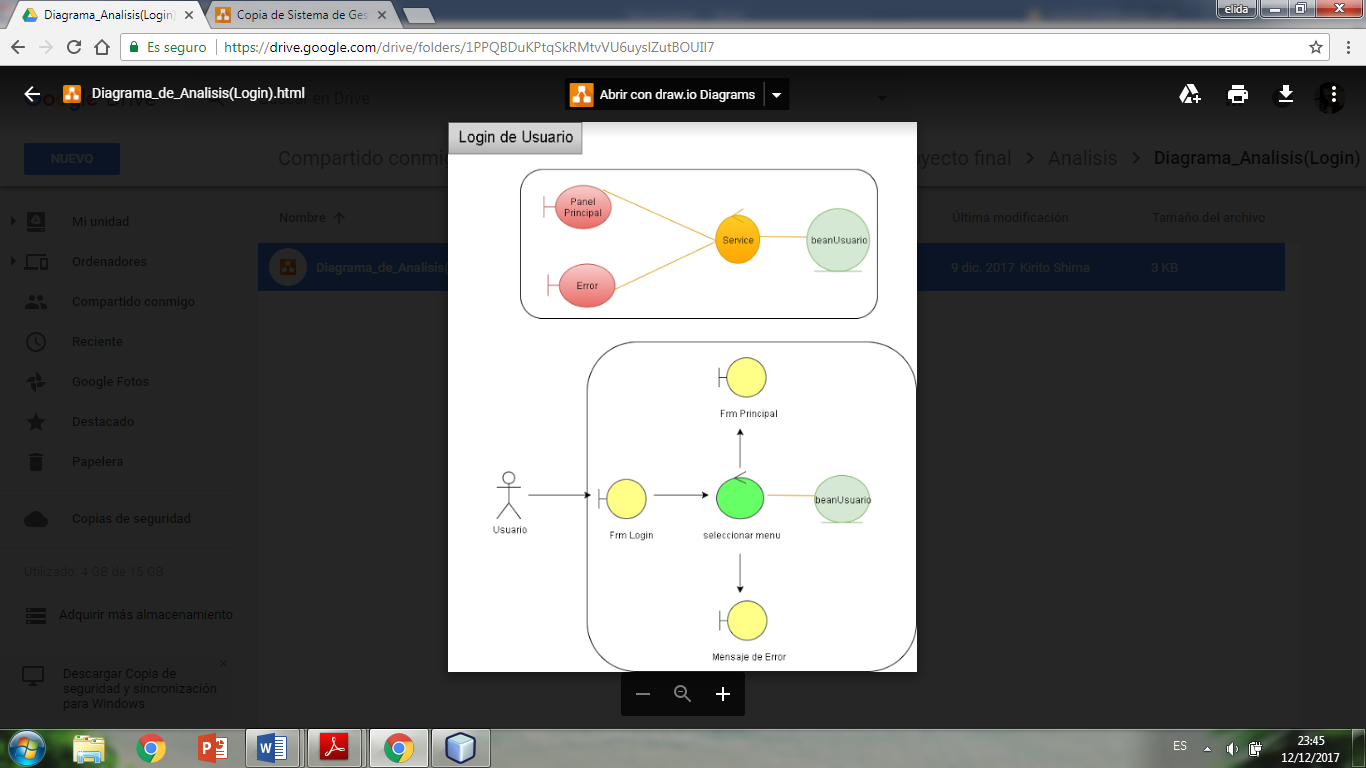 Diagrama_Analisis(Login)
Copia de Sistema de Ges
elida
Es seguro
https://drive.google.com/drive/folders/1PPQBDuKPtqSkRMtvVU6uyslZutBOUIl7
Diagrama_de_Analisis(Login).html
Abrir con draw.io Diagrams
NUEVO
Compartido conmi
yecto final
Analisis
Diagrama_Analisis(Login)
Mi unidad
Ordenadores
Compartido conmigo
Reciente
Google Fotos
Destacado
Papelera
Copias de seguridad
Utilizado: 4 GB de 15 GB
Adquirir más almacenamiento
Descargar Copia de
seguridad y sincronización
para Windows
Nombre
Última modificación
Tamaño del archivo
Diagrama_de_Analisis(
9 dic. 2017 Kirito Shima
3 KB
Login de Usuario
Panel
Principal
Service
beanUsuario
Error
Frm Principal
Usuario
Frm Login
seleccionar menu
beanUsuario
Mensaje de Error
ES
23:45
12/12/2017